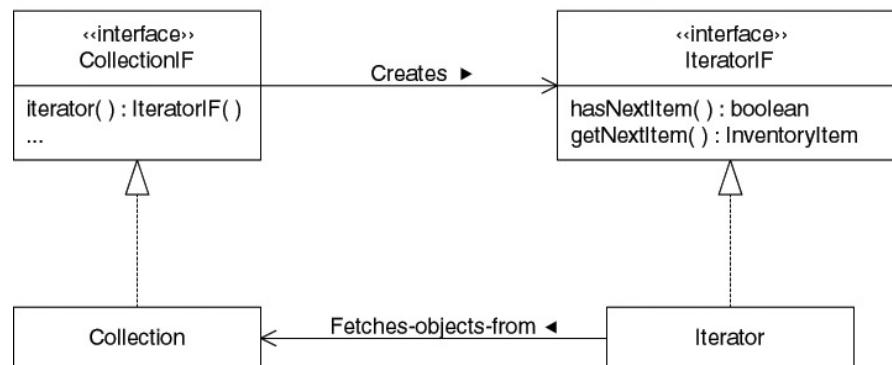 ‹‹interface››
CollectionIF
iterator( ) : IteratorIF( )
...
Creates ►
‹‹interface››
IteratorIF
hasNextItem( ) : boolean
getNextItem( ) : InventoryItem
Collection
Fetches-objects-from ◄
Iterator